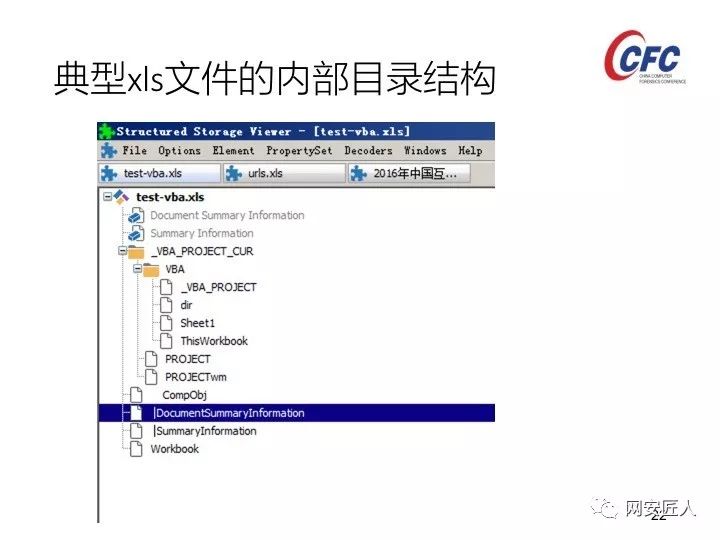 典型xls文件的内部目录结构
CFC
CHINA COMPUTER
FORENSICS CONFERENCE
Structured Storage Viewer - [test-vba.xls]
File Options Element PropertySet Decoders Windows Help
test-vba.xls urls.xls 2016年中国互...
test-vba.xls
Document Summary Information
Summary Information
_VBA_PROJECT_CUR
VBA
_VBA_PROJECT
dir
Sheet1
ThisWorkbook
PROJECT
PROJECTwm
CompObj
|DocumentSummaryInformation
|SummaryInformation
Workbook
网安匠人
22